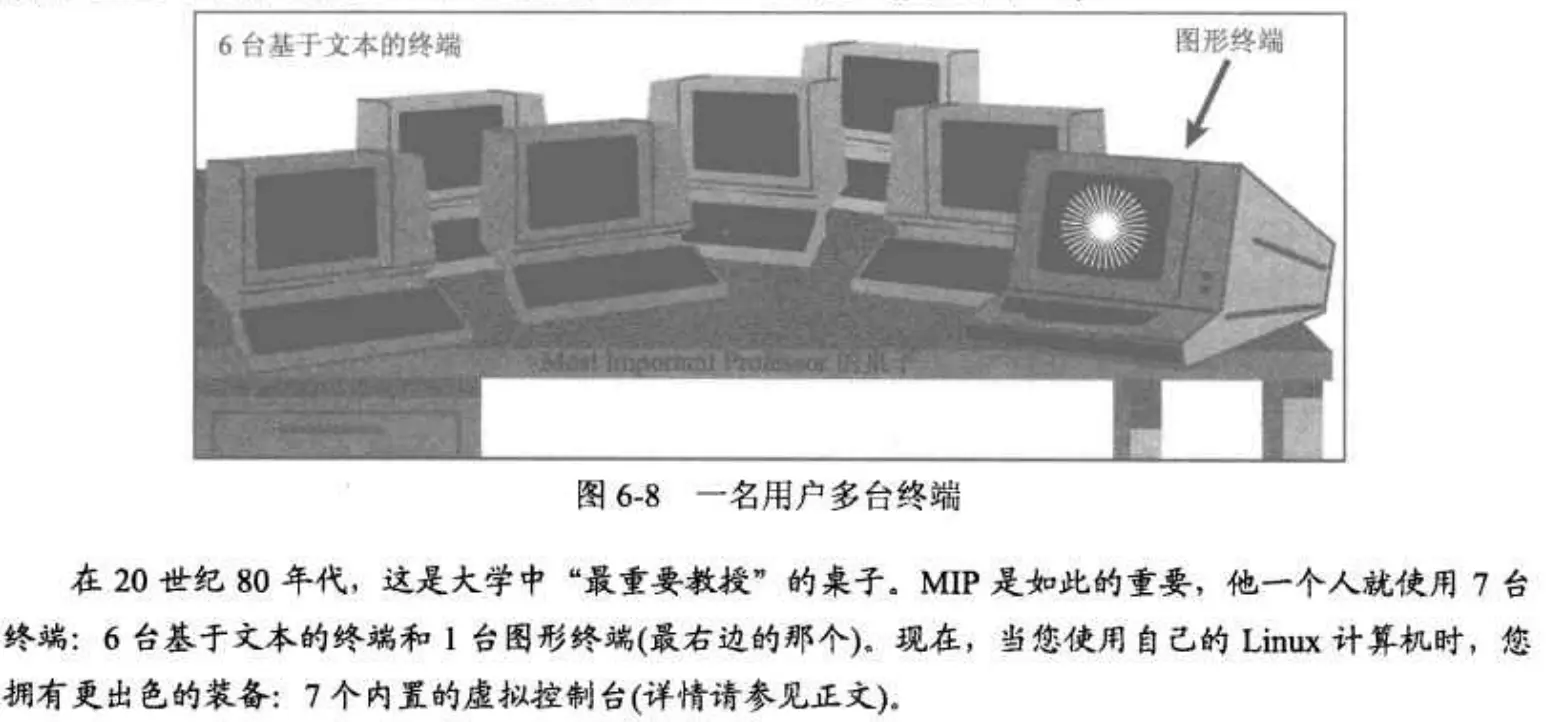 6 台基于文本的终端
图形终端
Most Important Professor 的桌子
图 6-8 一名用户多台终端
在 20 世纪 80 年代，这是大学中“最重要教授”的桌子。MIP 是如此的重要，他一个人就使用 7 台
终端：6 台基于文本的终端和 1 台图形终端(最右边的那个)。现在，当您使用自己的 Linux 计算机时，您
拥有更出色的装备：7 个内置的虚拟控制台(详情请参见正文)。